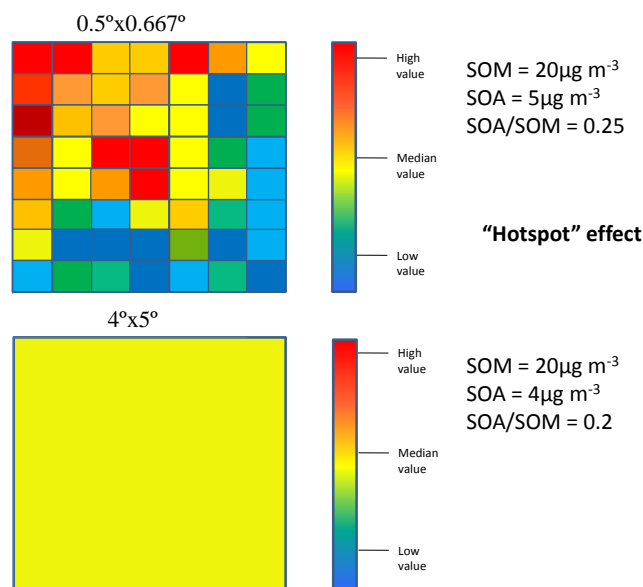 0.5ºx0.667º
High
value
Median
value
Low
value
SOM = 20µg m-3
SOA = 5µg m-3
SOA/SOM = 0.25
“Hotspot” effect
4ºx5º
High
value
Median
value
Low
value
SOM = 20µg m-3
SOA = 4µg m-3
SOA/SOM = 0.2